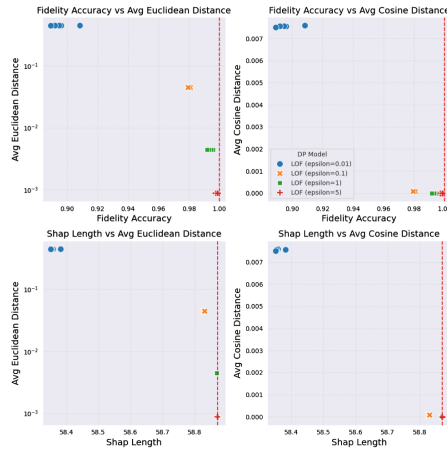 Fidelity Accuracy vs Avg Euclidean Distance
Avg Euclidean Distance
10⁻¹
10⁻²
10⁻³
0.90 0.92 0.94 0.96 0.98 1.00
Fidelity Accuracy
Fidelity Accuracy vs Avg Cosine Distance
Avg Cosine Distance
0.007
0.006
0.005
0.004
0.003
0.002
0.001
0.000
DP Model
LOF (epsilon=0.01)
LOF (epsilon=0.1)
LOF (epsilon=1)
LOF (epsilon=5)
0.90 0.92 0.94 0.96 0.98 1.00
Fidelity Accuracy
Shap Length vs Avg Euclidean Distance
Avg Euclidean Distance
10⁻¹
10⁻²
10⁻³
58.4 58.5 58.6 58.7 58.8
Shap Length
Shap Length vs Avg Cosine Distance
Avg Cosine Distance
0.007
0.006
0.005
0.004
0.003
0.002
0.001
0.000
58.4 58.5 58.6 58.7 58.8
Shap Length